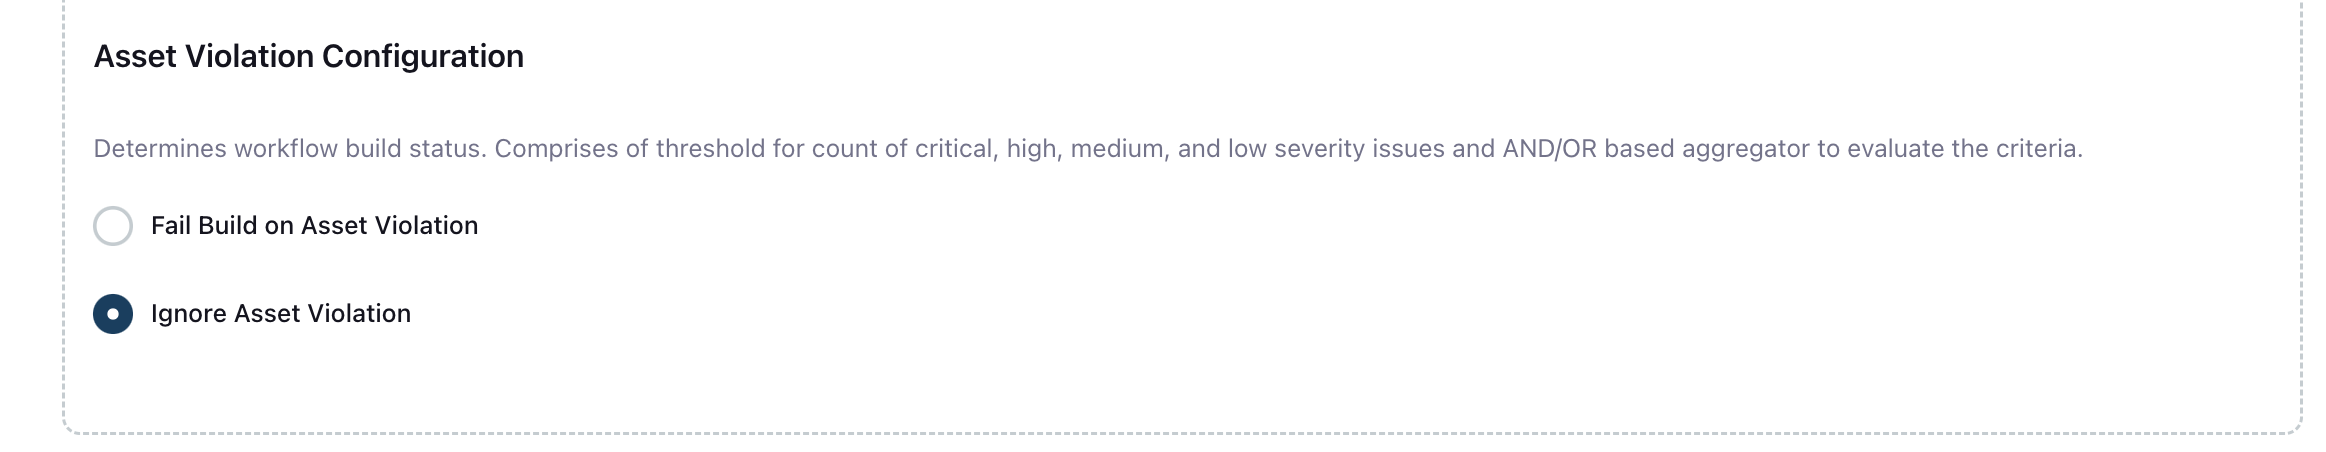 Asset Violation Configuration
Determines workflow build status. Comprises of threshold for count of critical, high, medium, and low severity issues and AND/OR based aggregator to evaluate the criteria.
Fail Build on Asset Violation
Ignore Asset Violation